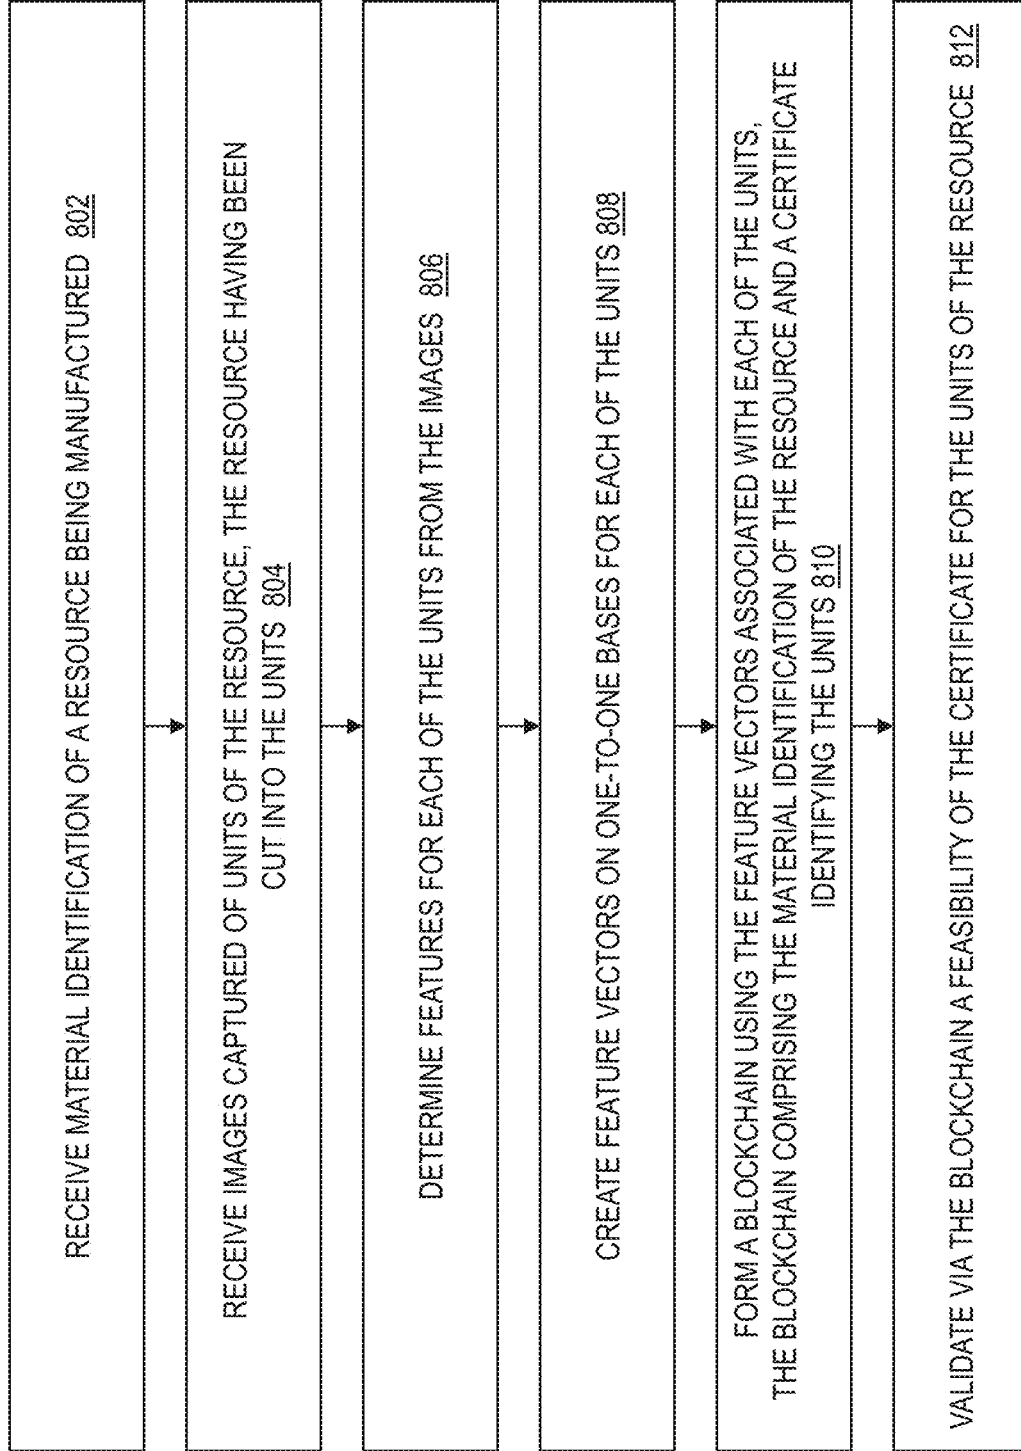 RECEIVE MATERIAL IDENTIFICATION OF A RESOURCE BEING MANUFACTURED 802
RECEIVE IMAGES CAPTURED OF UNITS OF THE RESOURCE, THE RESOURCE HAVING BEEN
CUT INTO THE UNITS 804
DETERMINE FEATURES FOR EACH OF THE UNITS FROM THE IMAGES 806
CREATE FEATURE VECTORS ON ONE-TO-ONE BASES FOR EACH OF THE UNITS 808
FORM A BLOCKCHAIN USING THE FEATURE VECTORS ASSOCIATED WITH EACH OF THE UNITS,
THE BLOCKCHAIN COMPRISING THE MATERIAL IDENTIFICATION OF THE RESOURCE AND A CERTIFICATE
IDENTIFYING THE UNITS 810
VALIDATE VIA THE BLOCKCHAIN A FEASIBILITY OF THE CERTIFICATE FOR THE UNITS OF THE RESOURCE 812